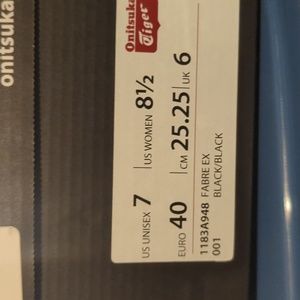 onitsuka
Onitsuka
Tiger
US UNISEX 7 | US WOMEN 8½
EURO 40 | CM 25.25 | UK 6
1183A948 FABRE EX
001 BLACK/BLACK